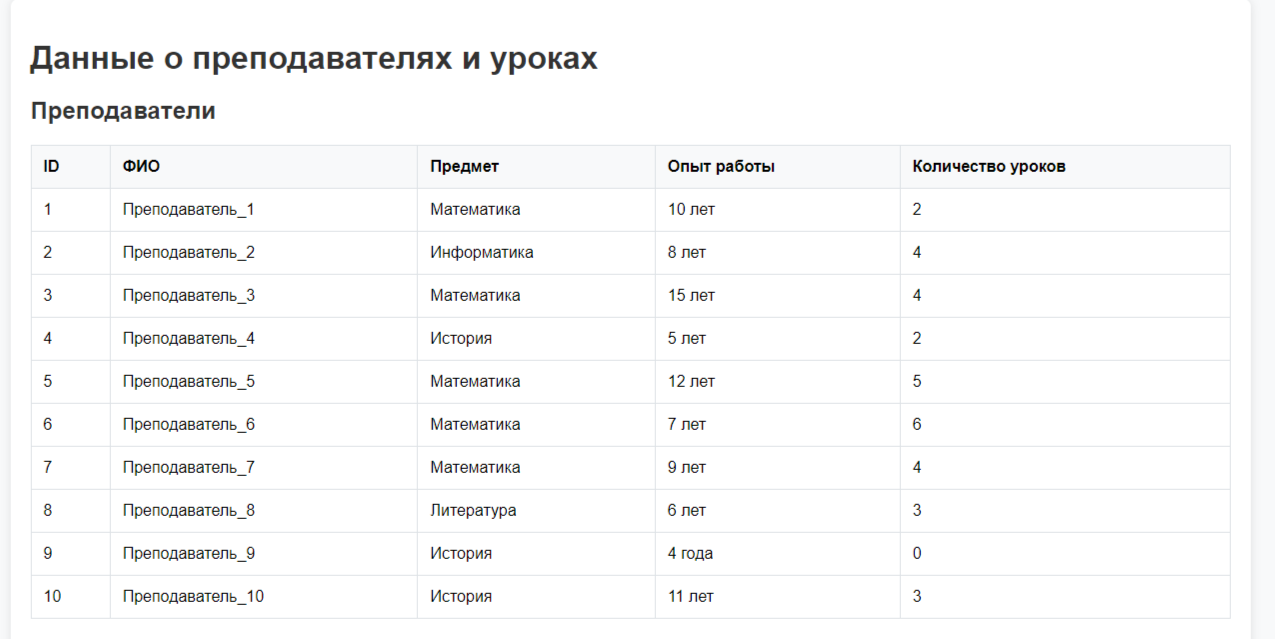 Данные о преподавателях и уроках
Преподаватели
ID ФИО Предмет Опыт работы Количество уроков
1 Преподаватель_1 Математика 10 лет 2
2 Преподаватель_2 Информатика 8 лет 4
3 Преподаватель_3 Математика 15 лет 4
4 Преподаватель_4 История 5 лет 2
5 Преподаватель_5 Математика 12 лет 5
6 Преподаватель_6 Математика 7 лет 6
7 Преподаватель_7 Математика 9 лет 4
8 Преподаватель_8 Литература 6 лет 3
9 Преподаватель_9 История 4 года 0
10 Преподаватель_10 История 11 лет 3